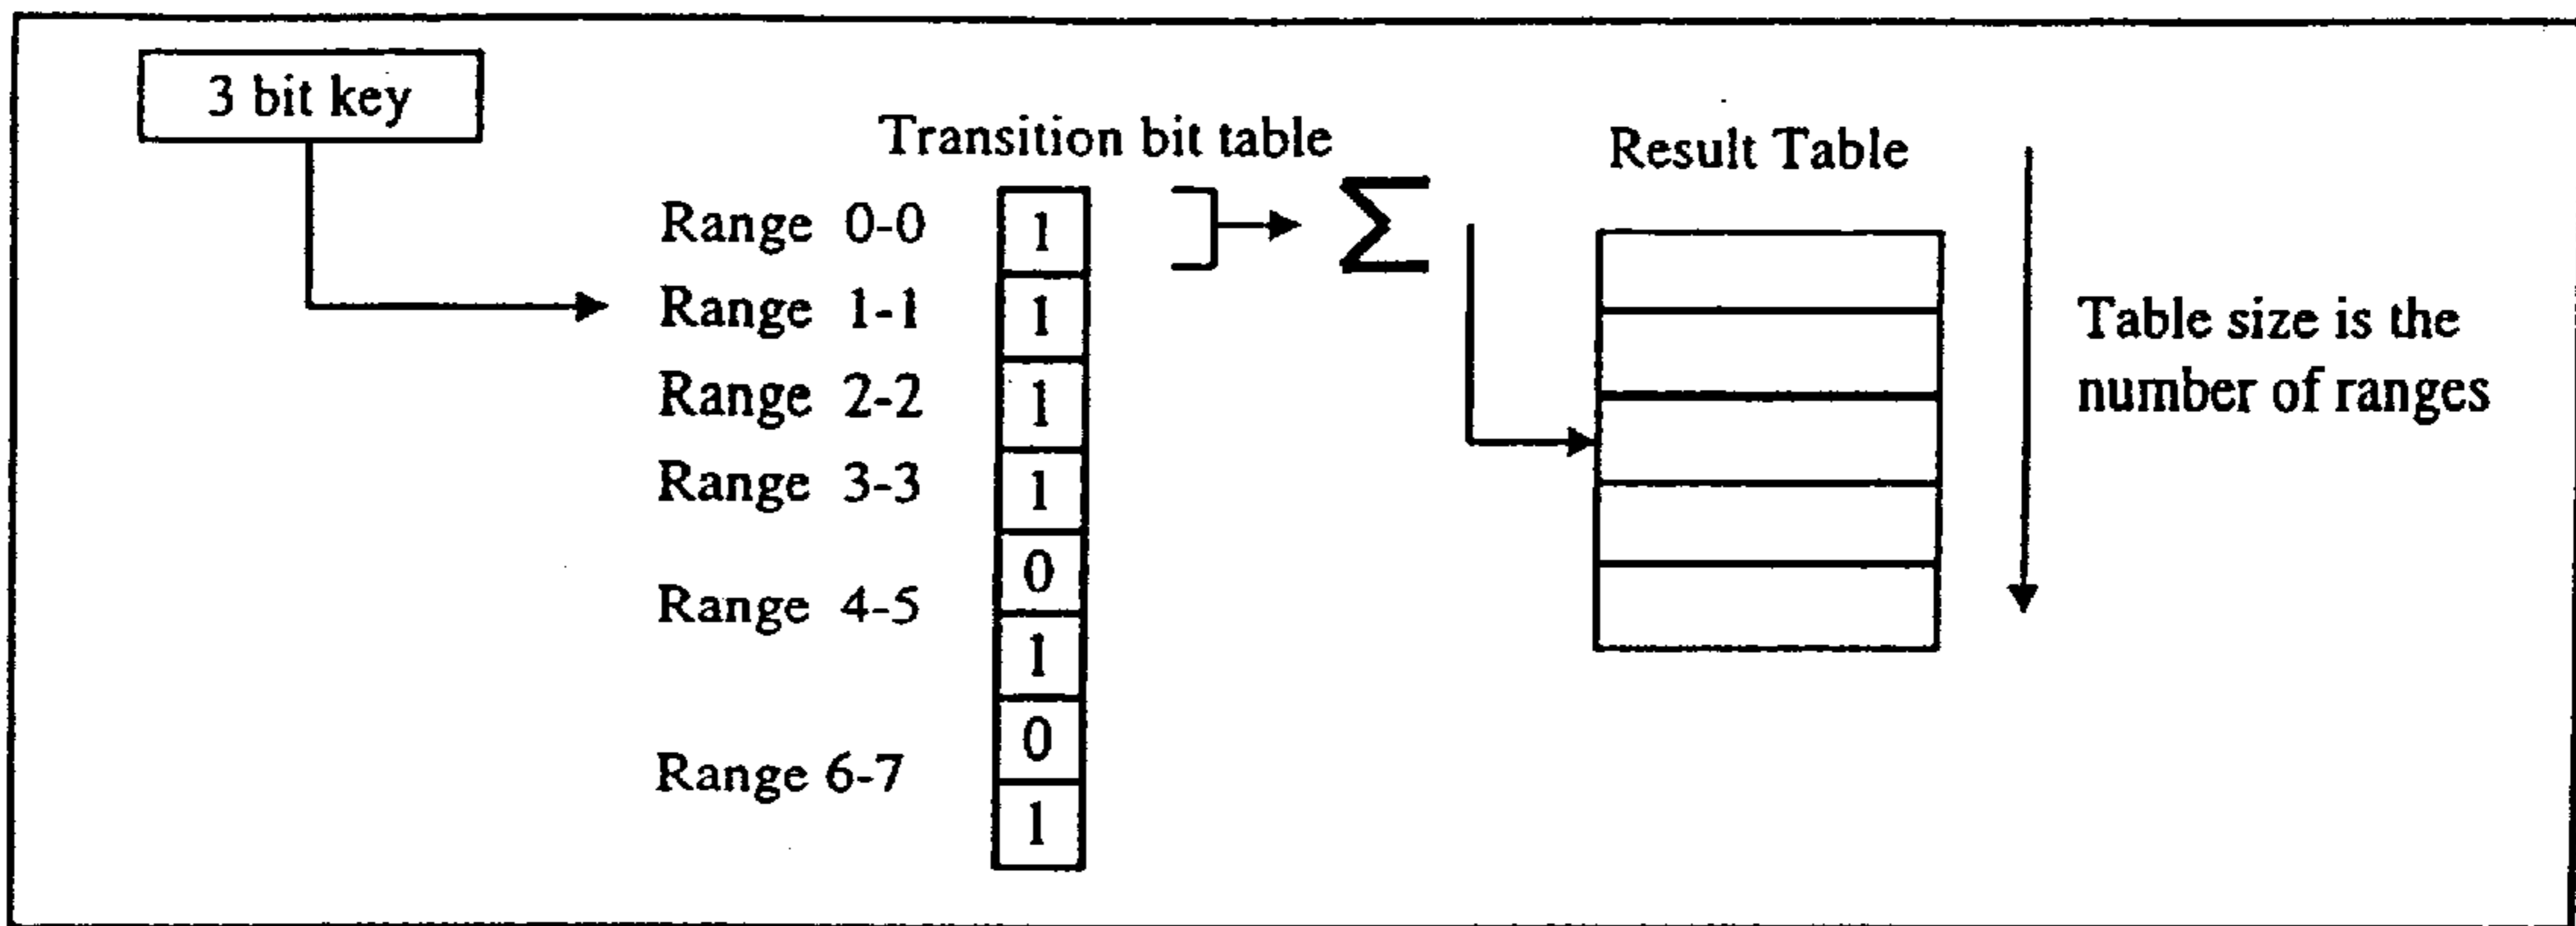 3 bit key
Transition bit table
Result Table
Range 0-0
1
Σ
Range 1-1
1
Range 2-2
1
Range 3-3
1
0
Range 4-5
1
0
Range 6-7
1
Table size is the
number of ranges